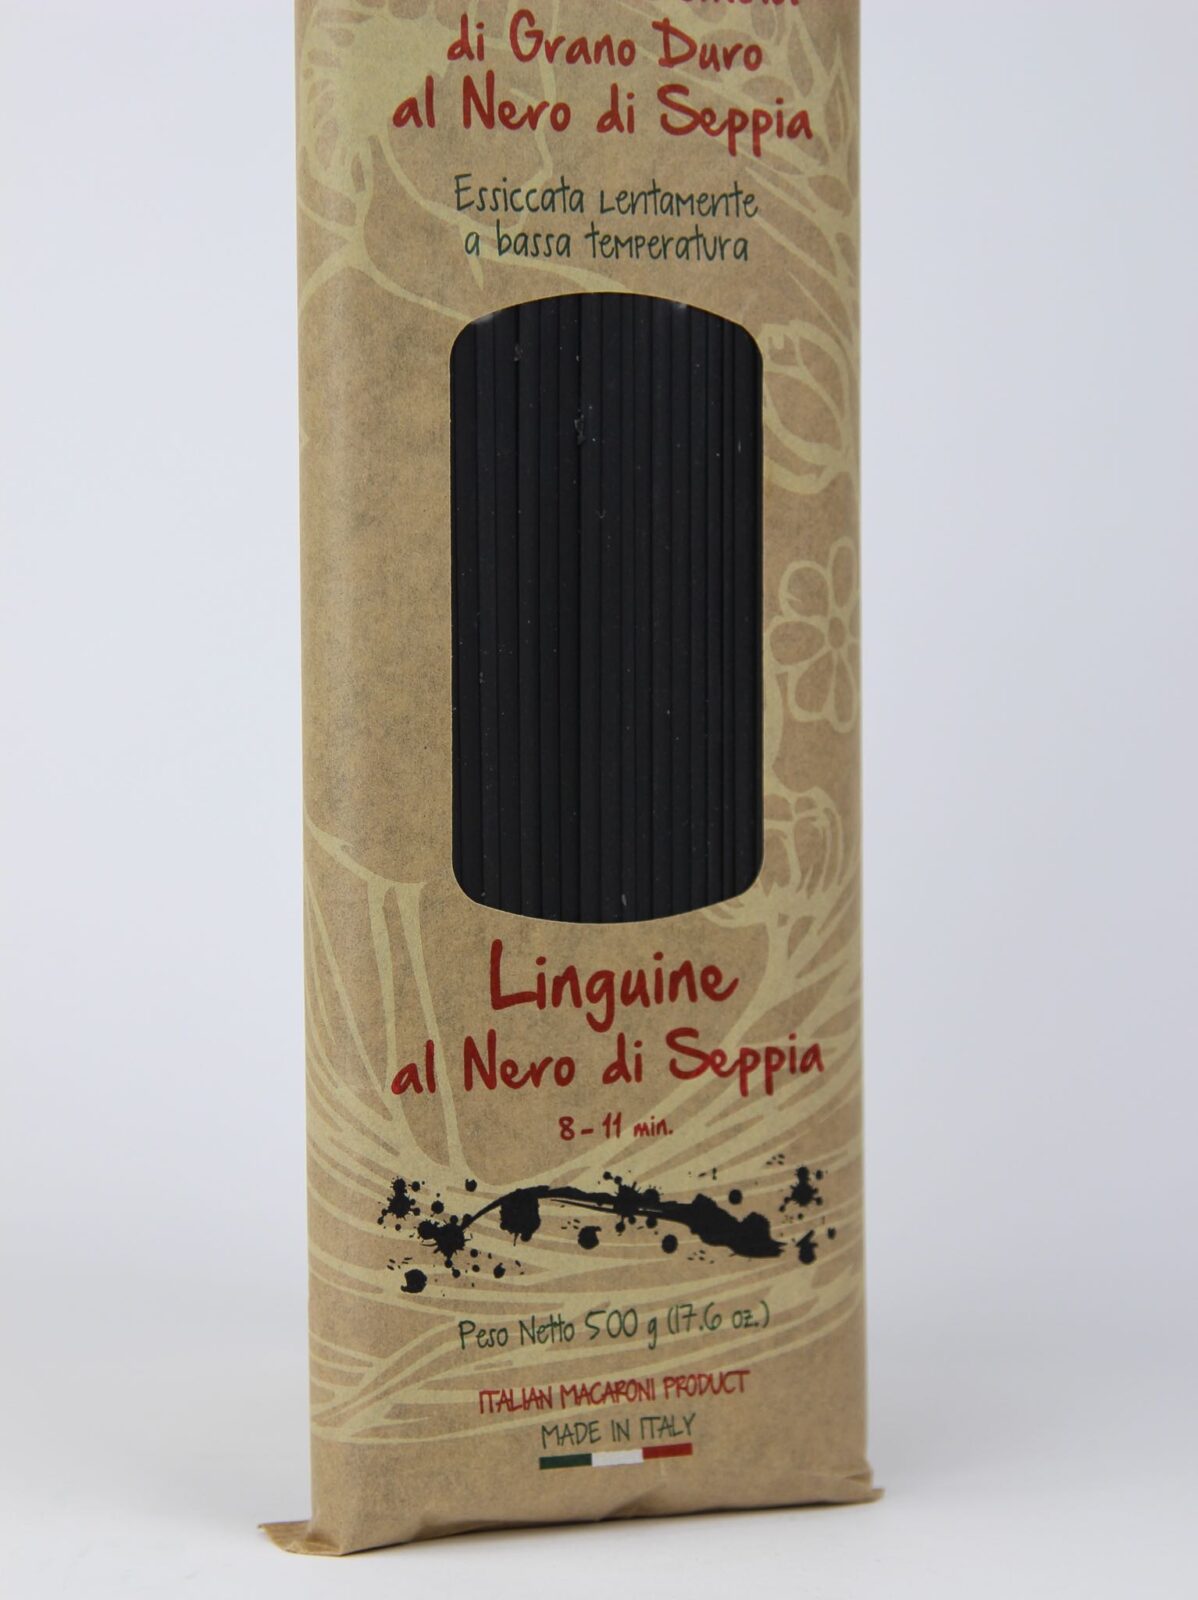 di Grano Duro
al Nero di Seppia
Essiccata Lentamente
a bassa temperatura
Linguine
al Nero di Seppia
8-11 min.
Peso Netto 500 g (17.6 oz.)
ITALIAN MACARONI PRODUCT
MADE IN ITALY